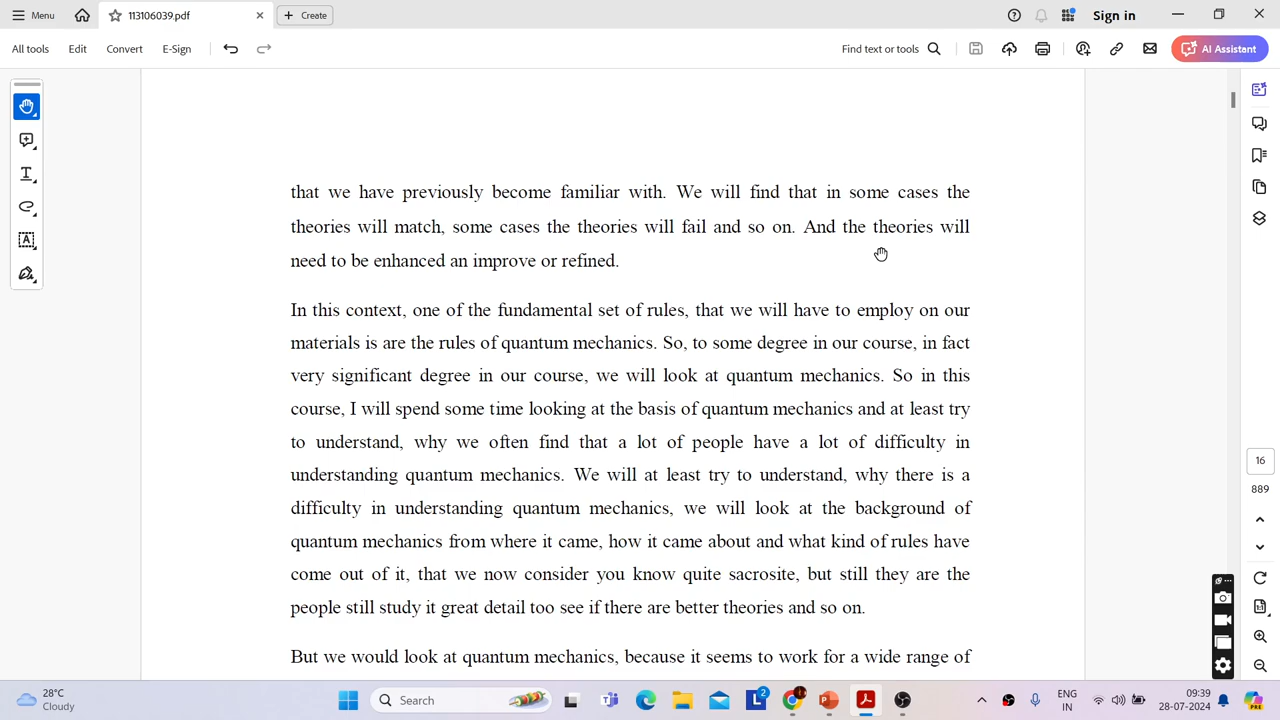 Menu
113106039.pdf
Create
Sign in
All tools
Edit
Convert
E-Sign
Find text or tools
AI Assistant
that we have previously become familiar with. We will find that in some cases the
theories will match, some cases the theories will fail and so on. And the theories will
need to be enhanced an improve or refined.
In this context, one of the fundamental set of rules, that we will have to employ on our
materials is are the rules of quantum mechanics. So, to some degree in our course, in fact
very significant degree in our course, we will look at quantum mechanics. So in this
course, I will spend some time looking at the basis of quantum mechanics and at least try
to understand, why we often find that a lot of people have a lot of difficulty in
understanding quantum mechanics. We will at least try to understand, why there is a
difficulty in understanding quantum mechanics, we will look at the background of
quantum mechanics from where it came, how it came about and what kind of rules have
come out of it, that we now consider you know quite sacrosite, but still they are the
people still study it great detail too see if there are better theories and so on.
But we would look at quantum mechanics, because it seems to work for a wide range of
16
889
28°C
Cloudy
Search
2
ENG
IN
09:39
28-07-2024